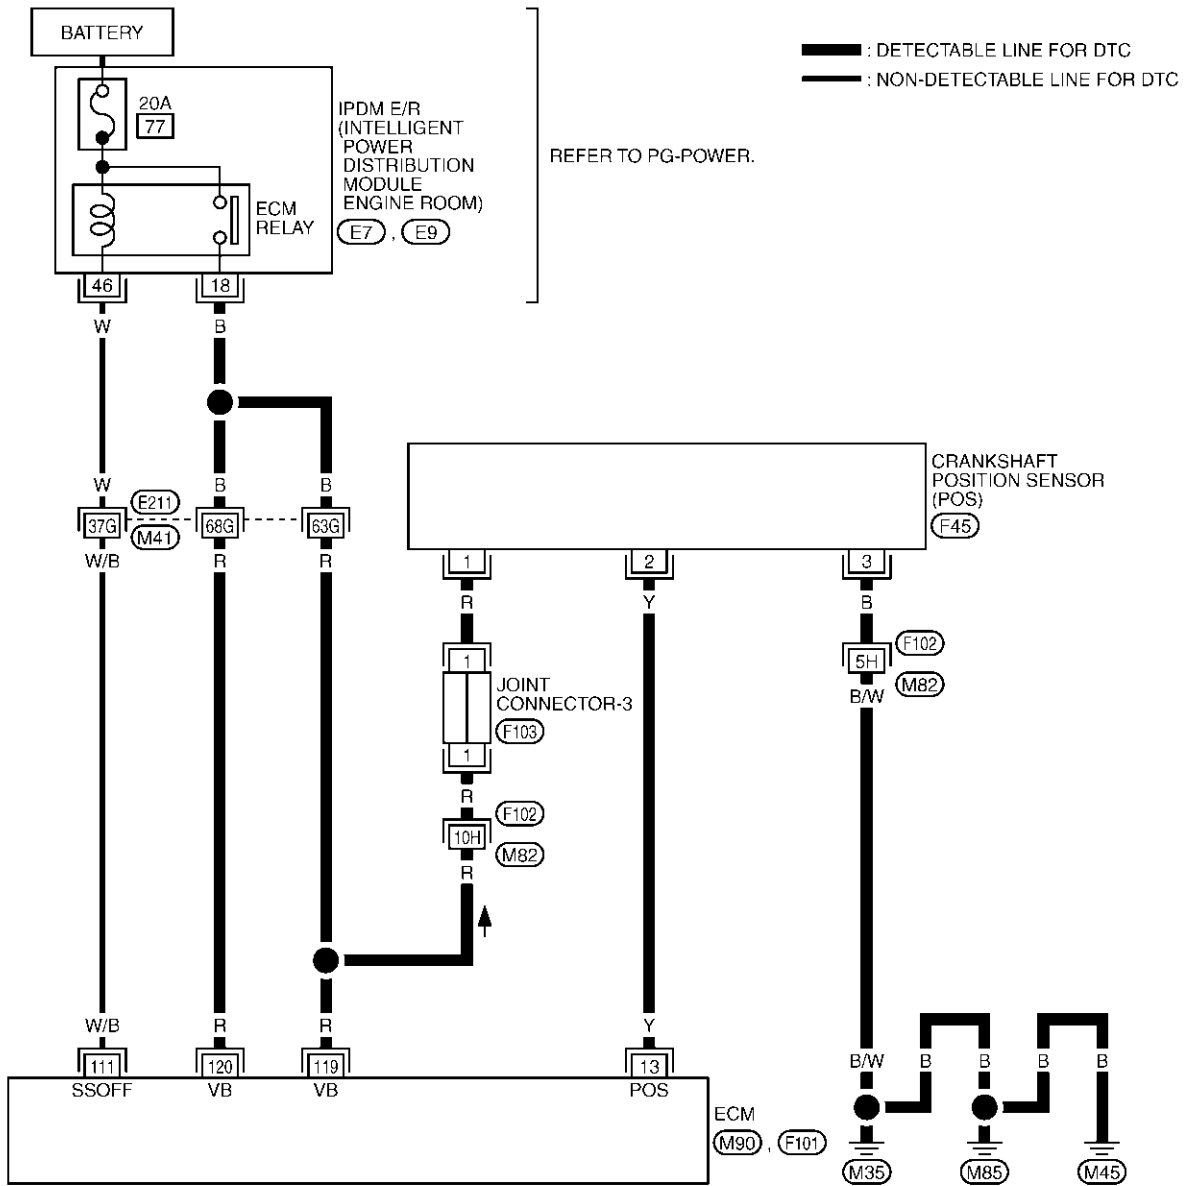 BATTERY
: DETECTABLE LINE FOR DTC
: NON-DETECTABLE LINE FOR DTC
20A
77
IPDM E/R
(INTELLIGENT
POWER
DISTRIBUTION
MODULE
ENGINE ROOM)
E7 , E9
REFER TO PG-POWER.
ECM
RELAY
46 18
W B
W B B
E211
37G 68G 63G
M41
W/B R R
CRANKSHAFT
POSITION SENSOR
(POS)
F45
1 2 3
R Y B
1
5H
F102
M82
B/W
JOINT
CONNECTOR-3
F103
1
R
F102
10H
M82
R
W/B R R Y
111 120 119 13
SSOFF VB VB POS
B/W B B B B
ECM
M90 , F101
M35 M85 M45